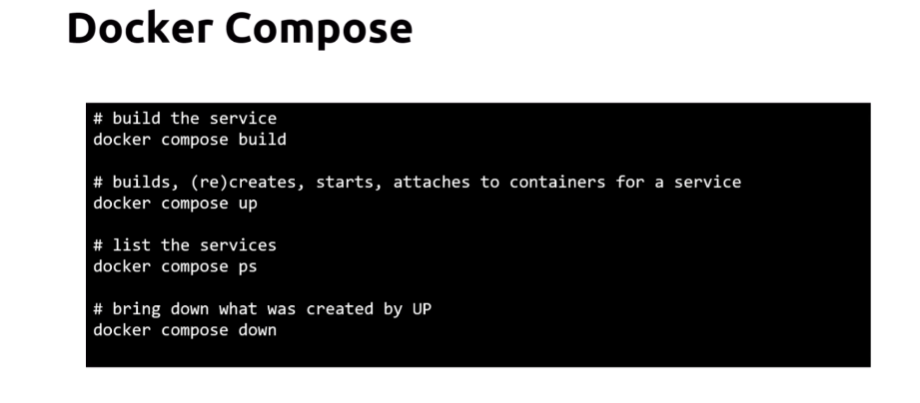 Docker Compose
# build the service
docker compose build
# builds, (re)creates, starts, attaches to containers for a service
docker compose up
# list the services
docker compose ps
# bring down what was created by UP
docker compose down